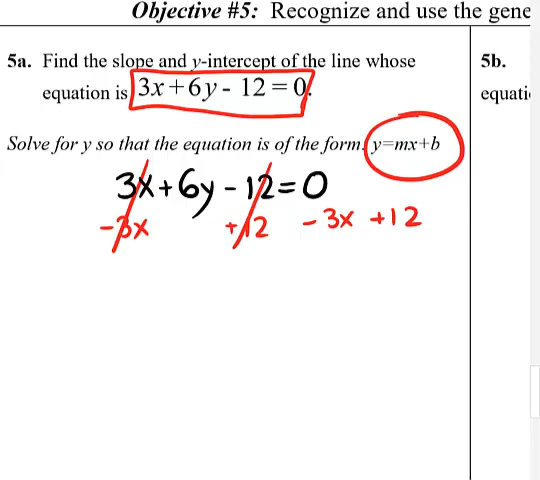 Objective #5: Recognize and use the gene
5a. Find the slope and y-intercept of the line whose
equation is 3x+6y- 12=0.
Solve for y so that the equation is of the form y=mx+b
3x+6y-12=0
-3x +12 -3x +12
5b.
equati